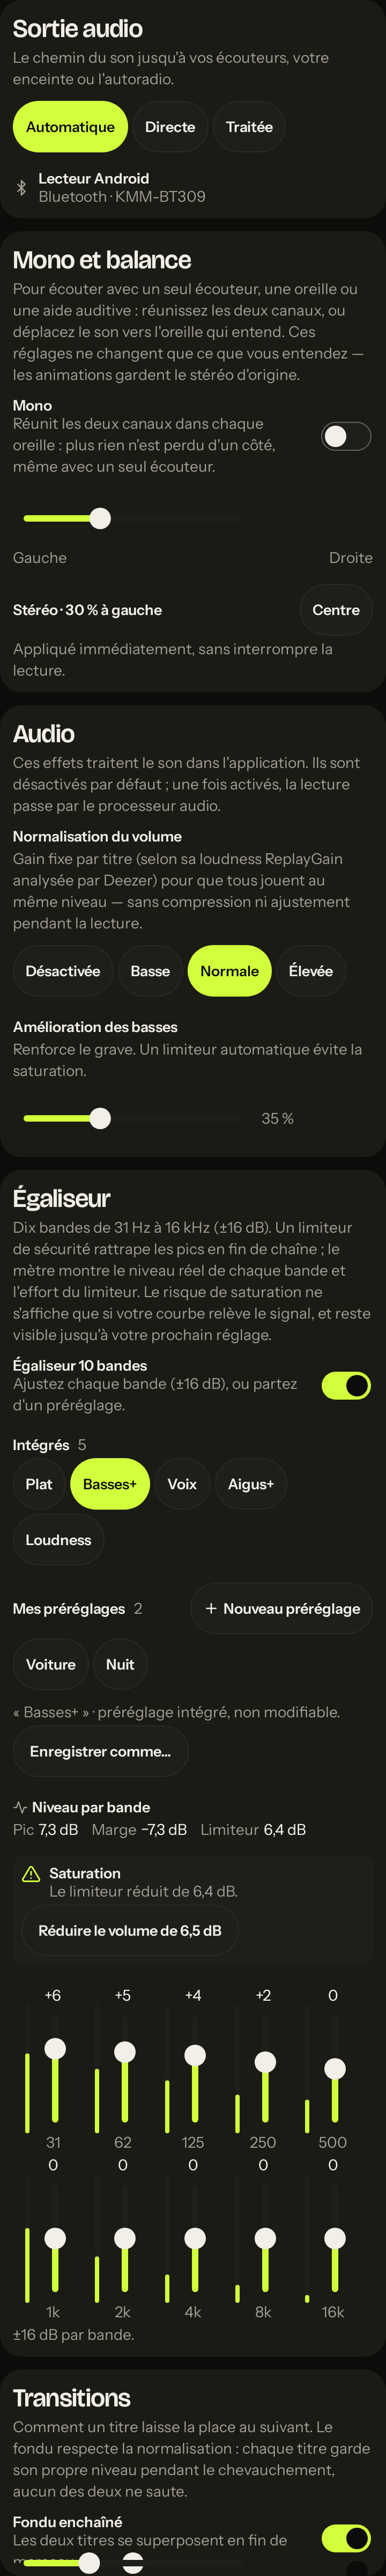 Sortie audio
Le chemin du son jusqu'à vos écouteurs, votre
enceinte ou l'autoradio.
Automatique Directe Traitée
Lecteur Android
Bluetooth · KMM-BT309
Mono et balance
Pour écouter avec un seul écouteur, une oreille ou
une aide auditive : réunissez les deux canaux, ou
déplacez le son vers l'oreille qui entend. Ces
réglages ne changent que ce que vous entendez —
les animations gardent le stéréo d'origine.
Mono
Réunit les deux canaux dans chaque
oreille : plus rien n'est perdu d'un côté,
même avec un seul écouteur.
Gauche Droite
Stéréo · 30 % à gauche Centre
Appliqué immédiatement, sans interrompre la
lecture.
Audio
Ces effets traitent le son dans l'application. Ils sont
désactivés par défaut ; une fois activés, la lecture
passe par le processeur audio.
Normalisation du volume
Gain fixe par titre (selon sa loudness ReplayGain
analysée par Deezer) pour que tous jouent au
même niveau — sans compression ni ajustement
pendant la lecture.
Désactivée Basse Normale Élevée
Amélioration des basses
Renforce le grave. Un limiteur automatique évite la
saturation.
35 %
Égaliseur
Dix bandes de 31 Hz à 16 kHz (±16 dB). Un limiteur
de sécurité rattrape les pics en fin de chaîne ; le
mètre montre le niveau réel de chaque bande et
l'effort du limiteur. Le risque de saturation ne
s'affiche que si votre courbe relève le signal, et reste
visible jusqu'à votre prochain réglage.
Égaliseur 10 bandes
Ajustez chaque bande (±16 dB), ou partez
d'un préréglage.
Intégrés 5
Plat Basses+ Voix Aigus+
Loudness
Mes préréglages 2 + Nouveau préréglage
Voiture Nuit
« Basses+ » · préréglage intégré, non modifiable.
Enregistrer comme...
Niveau par bande
Pic 7,3 dB Marge −7,3 dB Limiteur 6,4 dB
Saturation
Le limiteur réduit de 6,4 dB.
Réduire le volume de 6,5 dB
+6 +5 +4 +2 0
31 62 125 250 500
0 0 0 0 0
1k 2k 4k 8k 16k
±16 dB par bande.
Transitions
Comment un titre laisse la place au suivant. Le
fondu respecte la normalisation : chaque titre garde
son propre niveau pendant le chevauchement,
aucun des deux ne saute.
Fondu enchaîné
Les deux titres se superposent en fin de